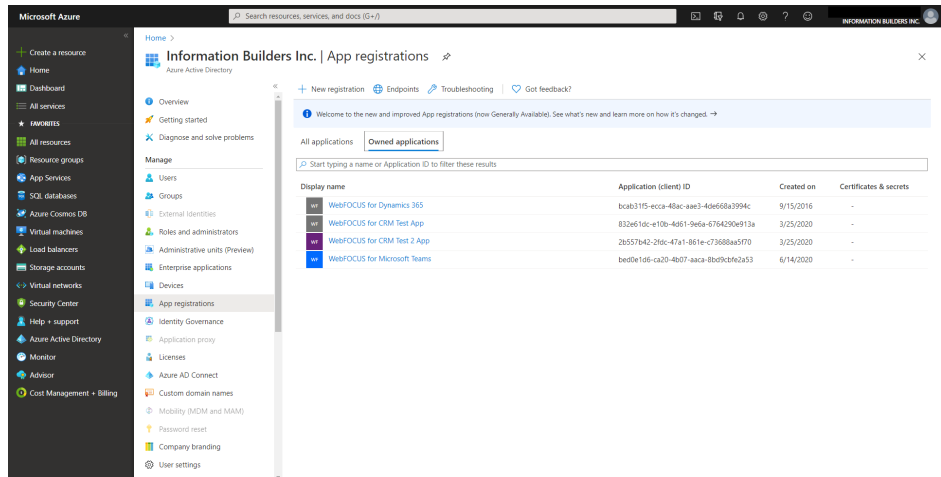 Microsoft Azure
Search resources, services, and docs (G+/)
INFORMATION BUILDERS INC.
Create a resource
Home
Dashboard
All services
FAVORITES
All resources
Resource groups
App Services
SQL databases
Azure Cosmos DB
Virtual machines
Load balancers
Storage accounts
Virtual networks
Security Center
Help + support
Azure Active Directory
Monitor
Advisor
Cost Management + Billing
Home >
Information Builders Inc. | App registrations
Azure Active Directory
Overview
Getting started
Diagnose and solve problems
Manage
Users
Groups
External Identities
Roles and administrators
Administrative units (Preview)
Enterprise applications
Devices
App registrations
Identity Governance
Application proxy
Licenses
Azure AD Connect
Custom domain names
Mobility (MDM and MAM)
Password reset
Company branding
User settings
New registration Endpoints Troubleshooting Got feedback?
Welcome to the new and improved App registrations (now Generally Available). See what's new and learn more on how it's changed. →
All applications Owned applications
Start typing a name or Application ID to filter these results
Display name Application (client) ID Created on Certificates & secrets
WF WebFOCUS for Dynamics 365 bcab31f5-ecca-48ac-aae3-4de668a3994c 9/15/2016 -
WF WebFOCUS for CRM Test App 832e61dc-e10b-4d61-9e6a-6764290e913a 3/25/2020 -
WF WebFOCUS for CRM Test 2 App 2b557b42-2fdc-47a1-861e-c73688aa5f70 3/25/2020 -
WF WebFOCUS for Microsoft Teams bed0e1d6-ca20-4b07-aaca-8bd9cbfe2a53 6/14/2020 -